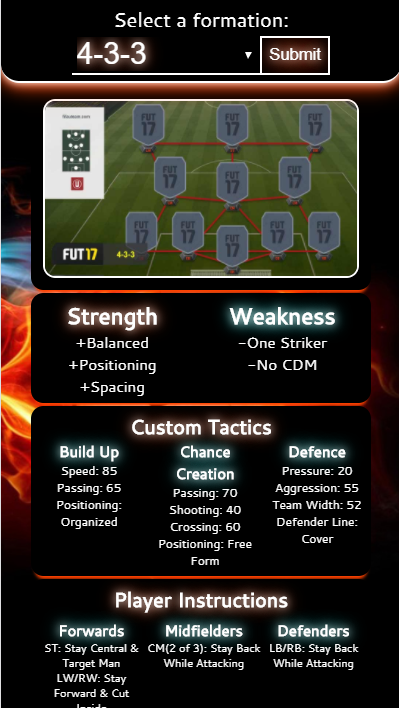 Select a formation:
4-3-3
Submit
FUT 17
FUT 17
FUT 17
FUT 17
FUT 17
FUT 17
FUT 17
FUT 17
FUT 17
FUT 17
FUT 17
FUT 17 4-3-3
Strength
+Balanced
+Positioning
+Spacing
Weakness
-One Striker
-No CDM
Custom Tactics
Build Up
Speed: 85
Passing: 65
Positioning:
Organized
Chance
Creation
Passing: 70
Shooting: 40
Crossing: 60
Positioning: Free
Form
Defence
Pressure: 20
Aggression: 55
Team Width: 52
Defender Line:
Cover
Player Instructions
Forwards
ST: Stay Central &
Target Man
LW/RW: Stay
Forward & Cut
Inside
Midfielders
CM(2 of 3): Stay Back
While Attacking
Defenders
LB/RB: Stay Back
While Attacking